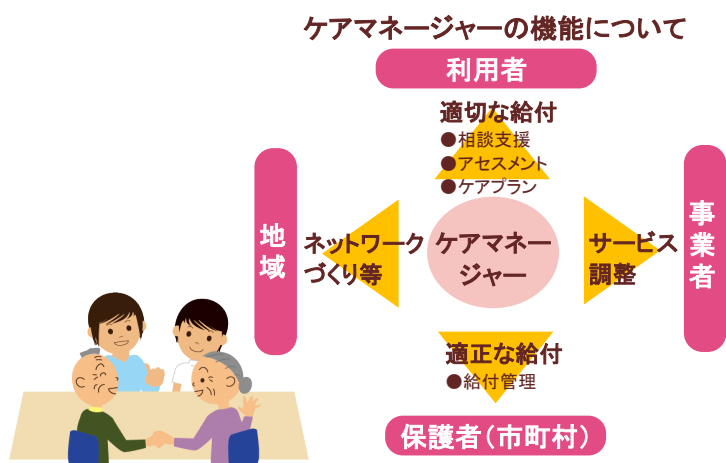 ケアマネージャーの機能について
利用者
適切な給付
●相談支援
●アセスメント
●ケアプラン
地域
ネットワーク
づくり等
ケアマネー
ジャー
サービス
調整
事業者
適正な給付
●給付管理
保護者（市町村）